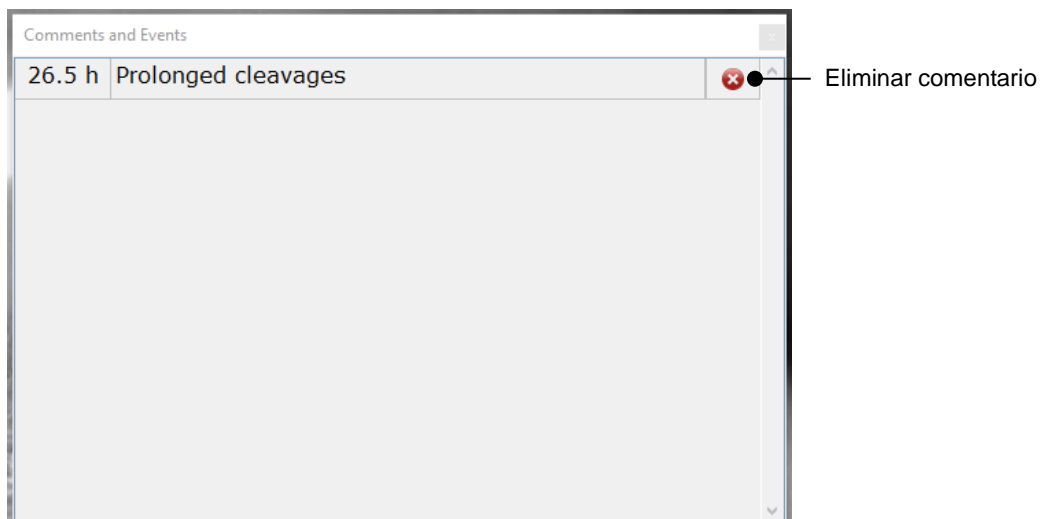 Comments and Events
26.5 h Prolonged cleavages
Eliminar comentario